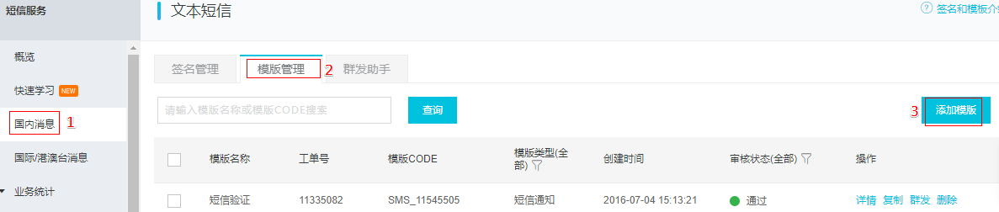 短信服务
文本短信
签名和模板介绍
概览
快速学习 NEW
国内消息 1
国际/港澳台消息
业务统计
签名管理 模版管理 2 群发助手
请输入模版名称或模版CODE搜索 查询 3 添加模版
模版名称 工单号 模版CODE 模版类型(全部) 创建时间 审核状态(全部) 操作
短信验证 11335082 SMS_11545505 短信通知 2016-07-04 15:13:21 通过 详情 复制 群发 删除